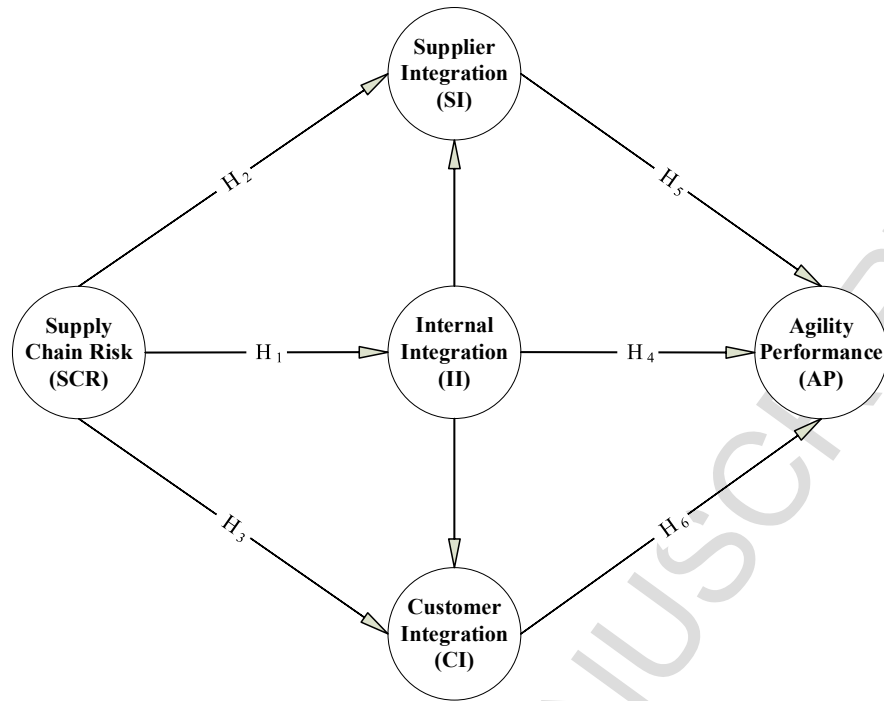 Supplier
Integration
(SI)
H2
H5
Supply
Chain Risk
(SCR)
H1
Internal
Integration
(II)
H4
Agility
Performance
(AP)
H3
H6
Customer
Integration
(CI)